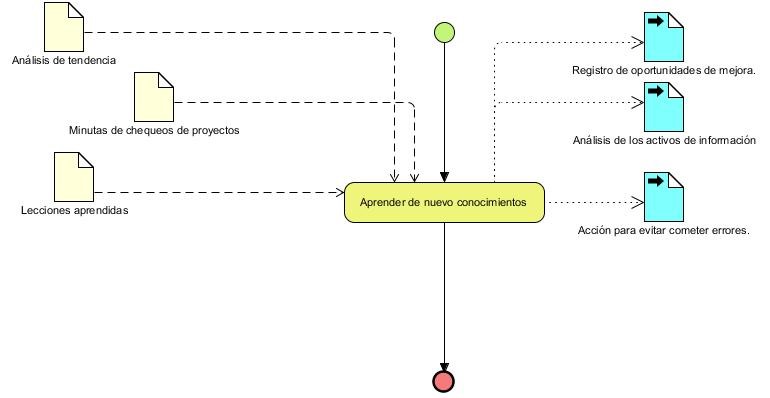 Análisis de tendencia
Registro de oportunidades de mejora.
Minutas de chequeos de proyectos
Análisis de los activos de información
Aprender de nuevo conocimientos
Lecciones aprendidas
Acción para evitar cometer errores.